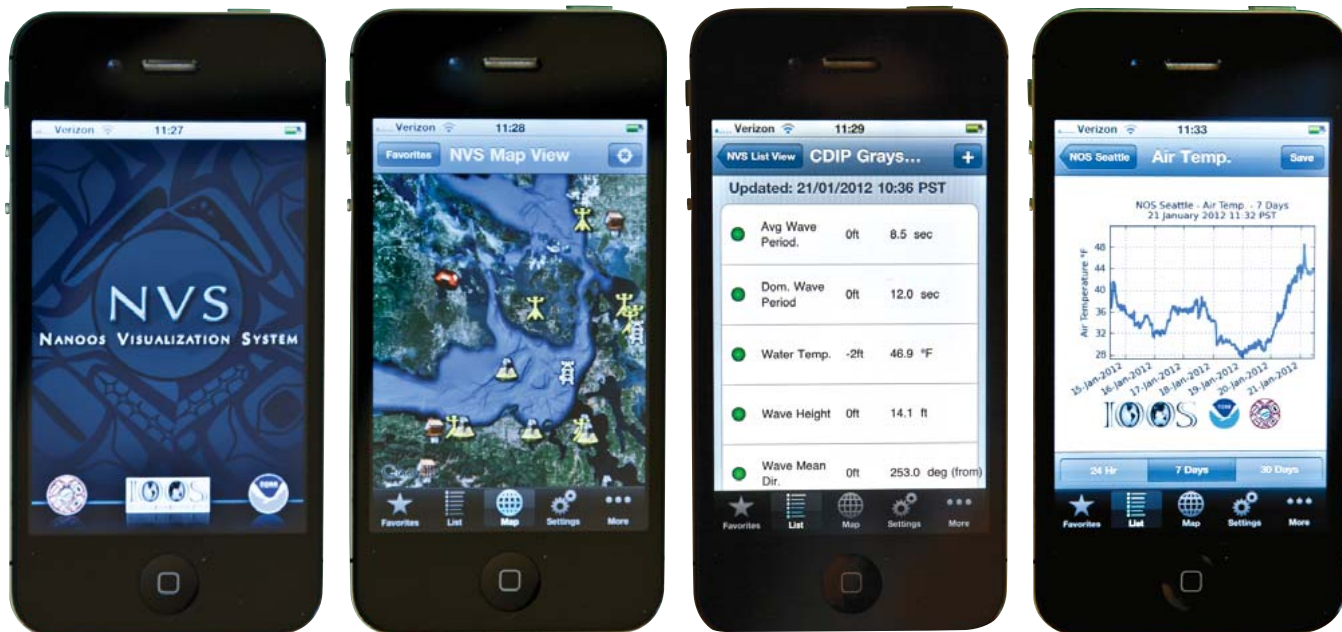 Verizon 11:27
NVS
NANOOS VISUALIZATION SYSTEM
IOOS
NOAA
Verizon 11:28
Favorites NVS Map View
Favorites List Map Settings More
Verizon 11:29
NVS List View CDIP Grays... +
Updated: 21/01/2012 10:36 PST
Avg Wave
Period. 0ft 8.5 sec
Dom. Wave
Period 0ft 12.0 sec
Water Temp. -2ft 46.9 °F
Wave Height 0ft 14.1 ft
Wave Mean
Dir. 0ft 253.0 deg (from)
Favorites List Map Settings More
Verizon 11:33
NOS Seattle Air Temp. Save
NOS Seattle - Air Temp. - 7 Days
21 January 2012 11:32 PST
Air Temperature °F
48
44
40
36
32
28
15-Jan-2012 16-Jan-2012 17-Jan-2012 18-Jan-2012 19-Jan-2012 20-Jan-2012 21-Jan-2012
IOOS NOAA
24 Hr 7 Days 30 Days
Favorites List Map Settings More